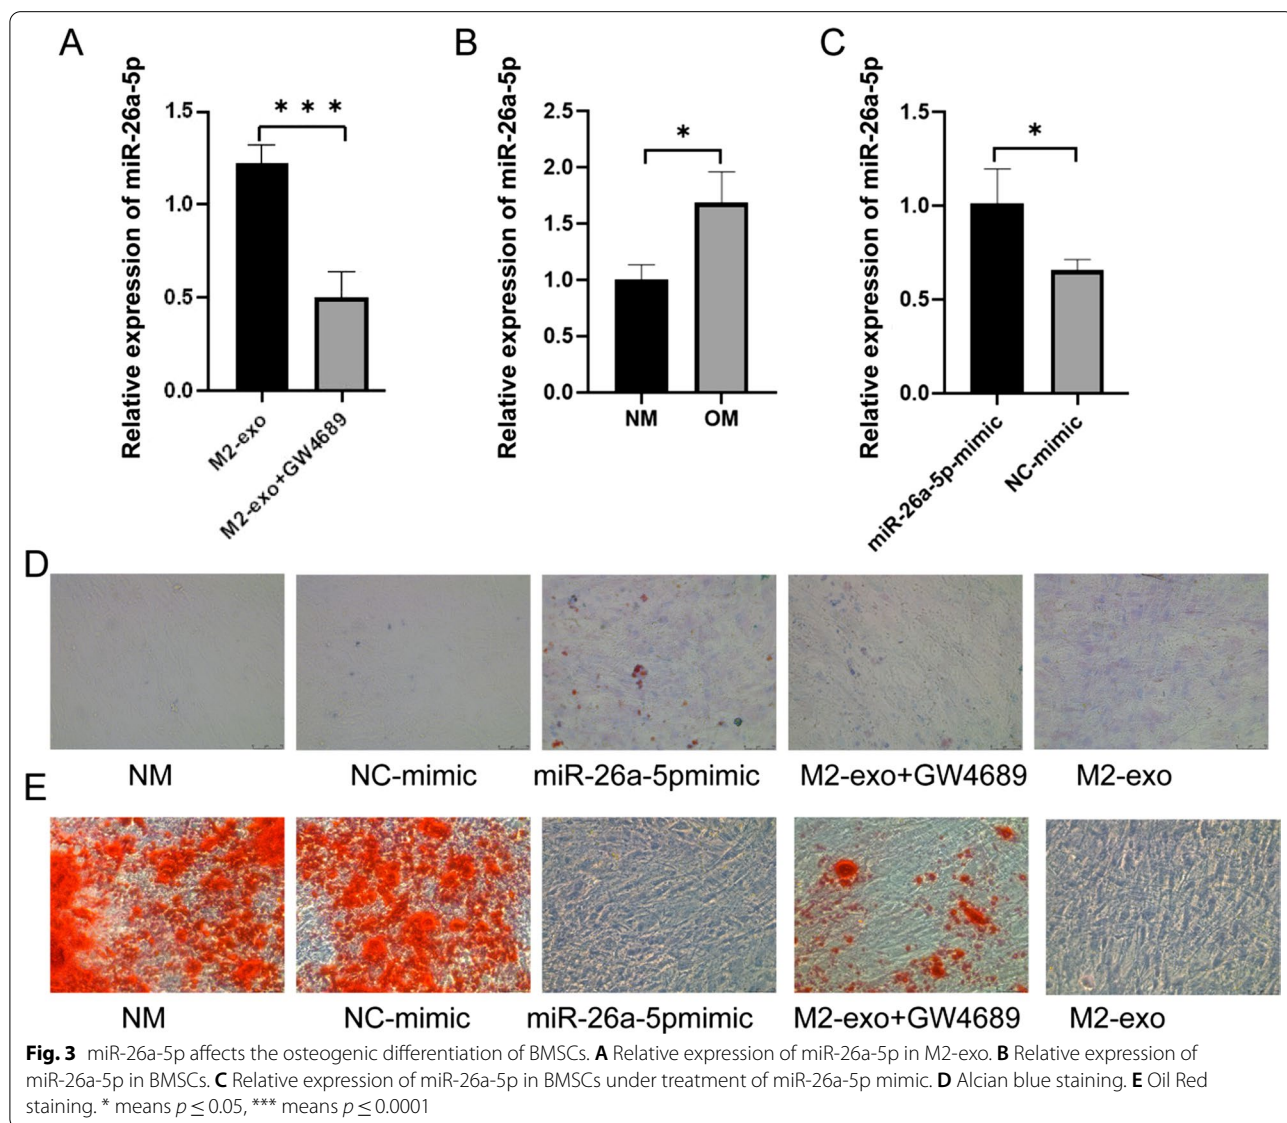 A
B
C
Relative expression of miR-26a-5p
1.5
1.0
0.5
0.0
* * *
M2-exo
M2-exo+GW4689
Relative expression of miR-26a-5p
2.5
2.0
1.5
1.0
0.5
0.0
*
NM
OM
Relative expression of miR-26a-5p
1.5
1.0
0.5
0.0
*
miR-26a-5p-mimic
NC-mimic
D
NM
NC-mimic
miR-26a-5pmimic
M2-exo+GW4689
M2-exo
E
NM
NC-mimic
miR-26a-5pmimic
M2-exo+GW4689
M2-exo
Fig. 3 miR-26a-5p affects the osteogenic differentiation of BMSCs. A Relative expression of miR-26a-5p in M2-exo. B Relative expression of
miR-26a-5p in BMSCs. C Relative expression of miR-26a-5p in BMSCs under treatment of miR-26a-5p mimic. D Alcian blue staining. E Oil Red
staining. * means p ≤ 0.05, *** means p ≤ 0.0001